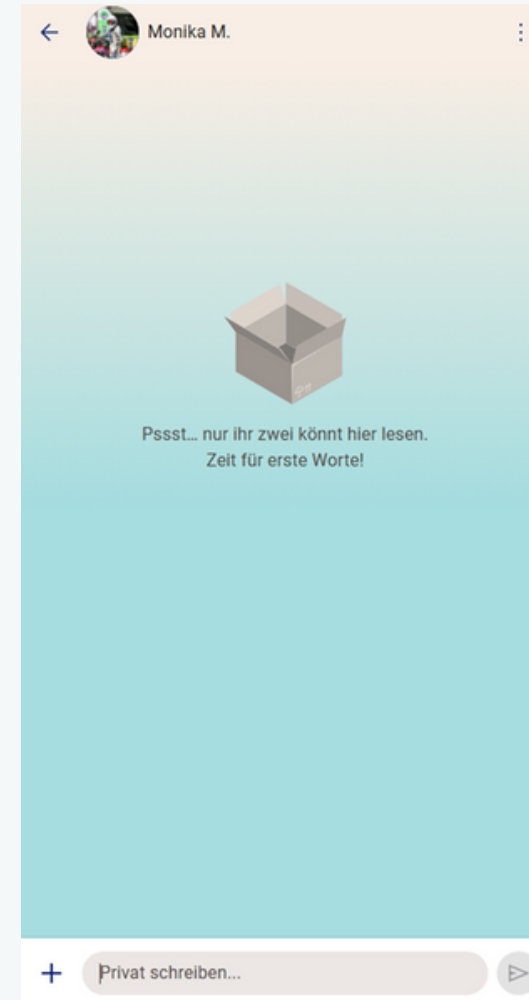 Monika M.
Pssst... nur ihr zwei könnt hier lesen.
Zeit für erste Worte!
Privat schreiben...